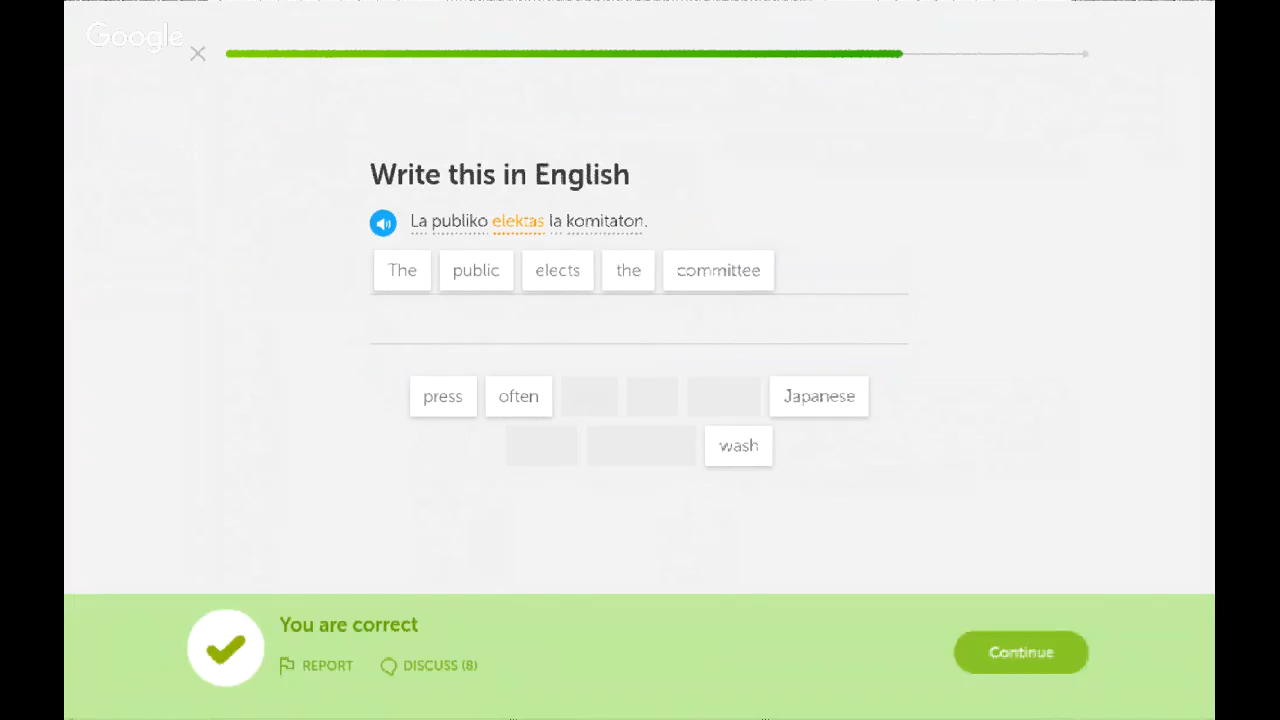 Google
Write this in English
La publiko elektas la komitaton.
The public elects the committee
press often Japanese
wash
You are correct
REPORT DISCUSS (8)
Continue